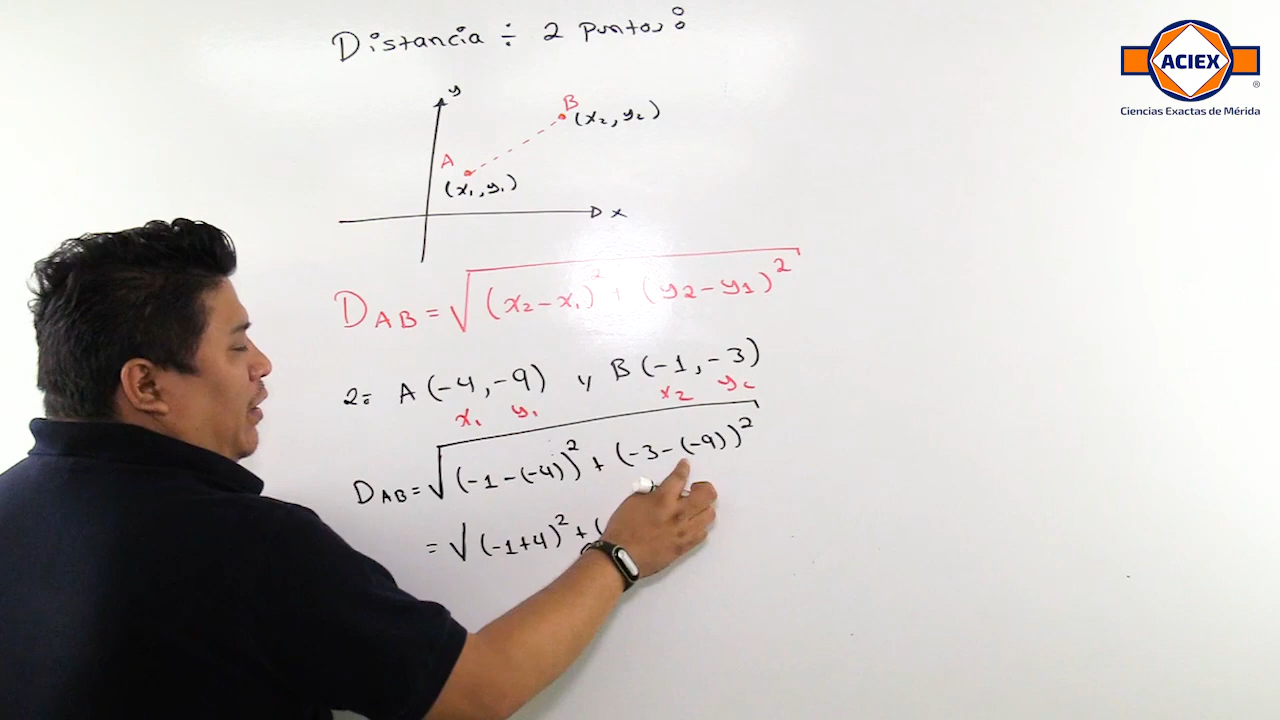 Distancia ÷ 2 puntos:
ACIEX
®
Ciencias Exactas de Mérida
y
B
(x₂, y₂)
A
(x₁, y₁)
x
D_AB = √(x₂ - x₁)² + (y₂ - y₁)²
2: A (-4, -9) y B (-1, -3)
x₁ y₁ x₂ y₂
D_AB = √(-1 - (-4))² + (-3 - (-9))²
= √(-1+4)² + (